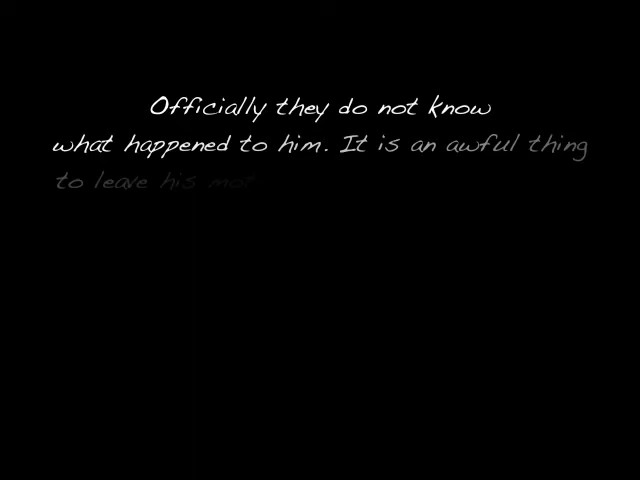 Officially they do not know
what happened to him. It is an awful thing
to leave his